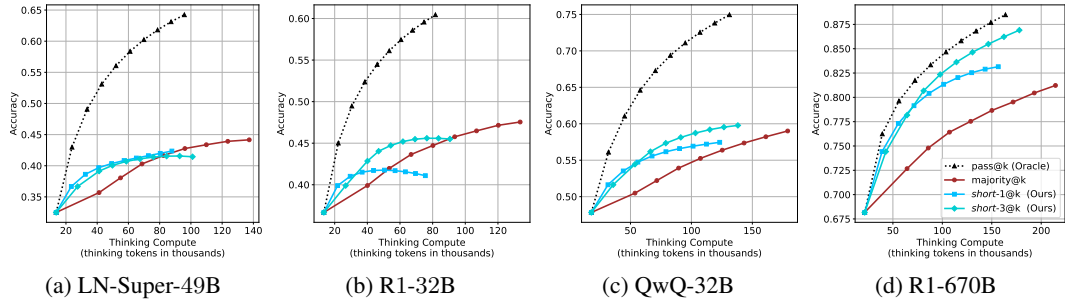 0.65
0.60
0.55
0.50
0.45
0.40
0.35
Accuracy
20 40 60 80 100 120 140
Thinking Compute
(thinking tokens in thousands)
(a) LN-Super-49B
0.60
0.55
0.50
0.45
0.40
0.35
Accuracy
20 40 60 80 100 120
Thinking Compute
(thinking tokens in thousands)
(b) R1-32B
0.75
0.70
0.65
0.60
0.55
0.50
Accuracy
50 75 100 125 150 175
Thinking Compute
(thinking tokens in thousands)
(c) QwQ-32B
0.875
0.850
0.825
0.800
0.775
0.750
0.725
0.700
0.675
Accuracy
pass@k (Oracle)
majority@k
short-1@k (Ours)
short-3@k (Ours)
50 100 150 200
Thinking Compute
(thinking tokens in thousands)
(d) R1-670B